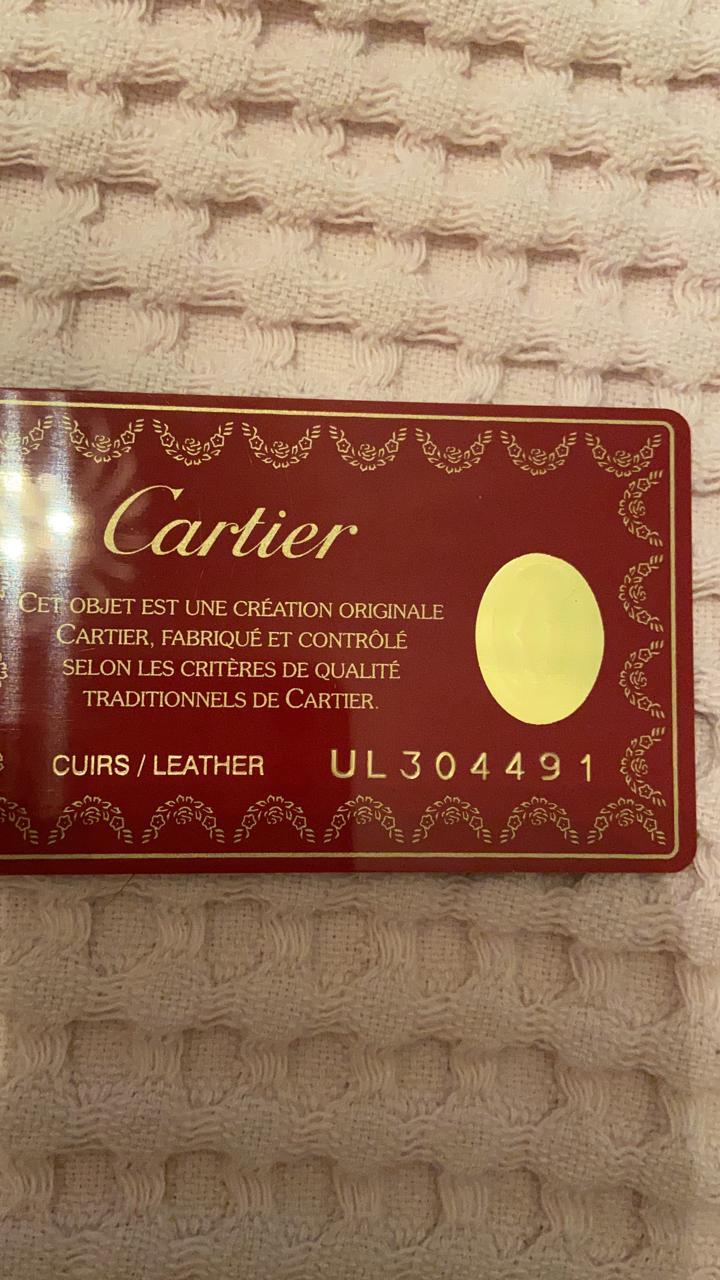 Cartier
CET OBJET EST UNE CRÉATION ORIGINALE
CARTIER, FABRIQUÉ ET CONTRÔLÉ
SELON LES CRITÈRES DE QUALITÉ
TRADITIONNELS DE CARTIER.
CUIRS / LEATHER UL304491